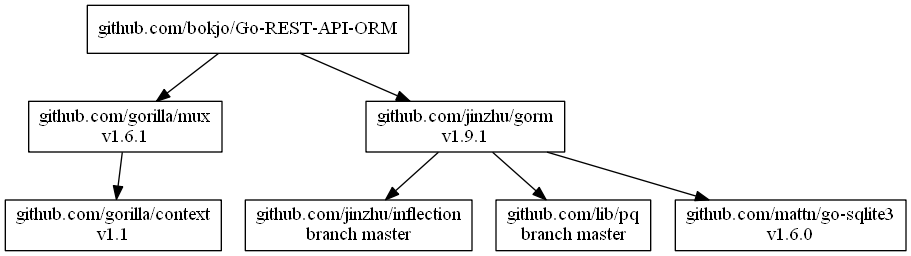 github.com/bokjo/Go-REST-API-ORM
github.com/gorilla/mux
v1.6.1
github.com/jinzhu/gorm
v1.9.1
github.com/gorilla/context
v1.1
github.com/jinzhu/inflection
branch master
github.com/lib/pq
branch master
github.com/mattn/go-sqlite3
v1.6.0